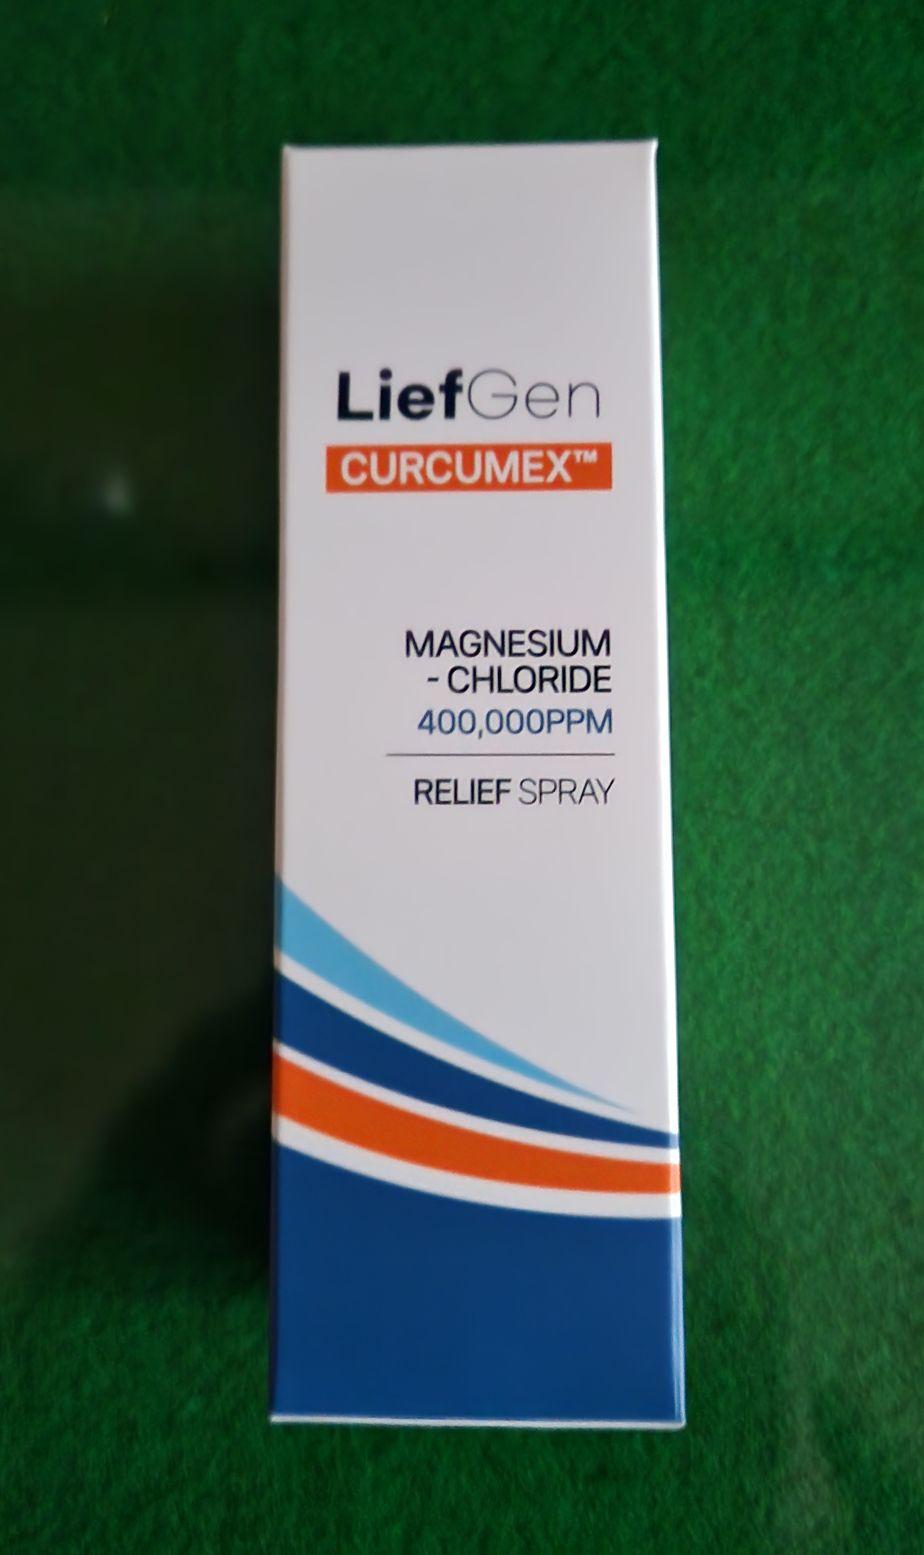 LiefGen
CURCUMEX™
MAGNESIUM
- CHLORIDE
400,000PPM
RELIEF SPRAY